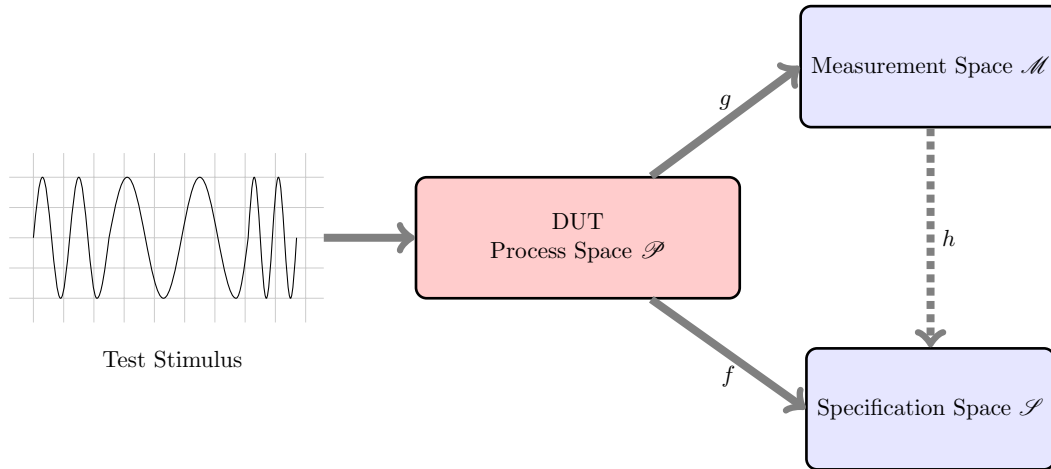 Measurement Space ℳ
g
DUT
Process Space 𝒫
h
Test Stimulus
f
Specification Space 𝒮